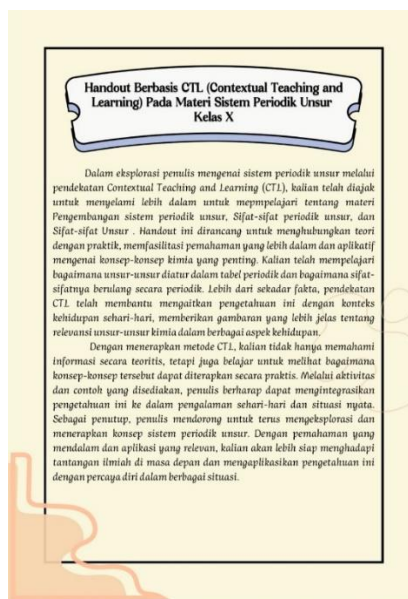 Handout Berbasis CTL (Contextual Teaching and
Learning) Pada Materi Sistem Periodik Unsur
Kelas X
Dalam eksplorasi penulis mengenai sistem periodik unsur melalui
pendekatan Contextual Teaching and Learning (CTL), kalian telah diajak
untuk menyelami lebih dalam untuk mepmpelajari tentang materi
Pengembangan sistem periodik unsur, Sifat-sifat periodik unsur, dan
Sifat-sifat Unsur . Handout ini dirancang untuk menghubungkan teori
dengan praktik, memfasilitasi pemahaman yang lebih dalam dan aplikatif
mengenai konsep-konsep kimia yang penting. Kalian telah mempelajari
bagaimana unsur-unsur diatur dalam tabel periodik dan bagaimana sifat-
sifatnya berulang secara periodik. Lebih dari sekadar fakta, pendekatan
CTL telah membantu mengaitkan pengetahuan ini dengan konteks
kehidupan sehari-hari, memberikan gambaran yang lebih jelas tentang
relevansi unsur-unsur kimia dalam berbagai aspek kehidupan.
Dengan menerapkan metode CTL, kalian tidak hanya memahami
informasi secara teoritis, tetapi juga belajar untuk melihat bagaimana
konsep-konsep tersebut dapat diterapkan secara praktis. Melalui aktivitas
dan contoh yang disediakan, penulis berharap dapat mengintegrasikan
pengetahuan ini ke dalam pengalaman sehari-hari dan situasi nyata.
Sebagai penutup, penulis mendorong untuk terus mengeksplorasi dan
menerapkan konsep sistem periodik unsur. Dengan pemahaman yang
mendalam dan aplikasi yang relevan, kalian akan lebih siap menghadapi
tantangan ilmiah di masa depan dan mengaplikasikan pengetahuan ini
dengan percaya diri dalam berbagai situasi.